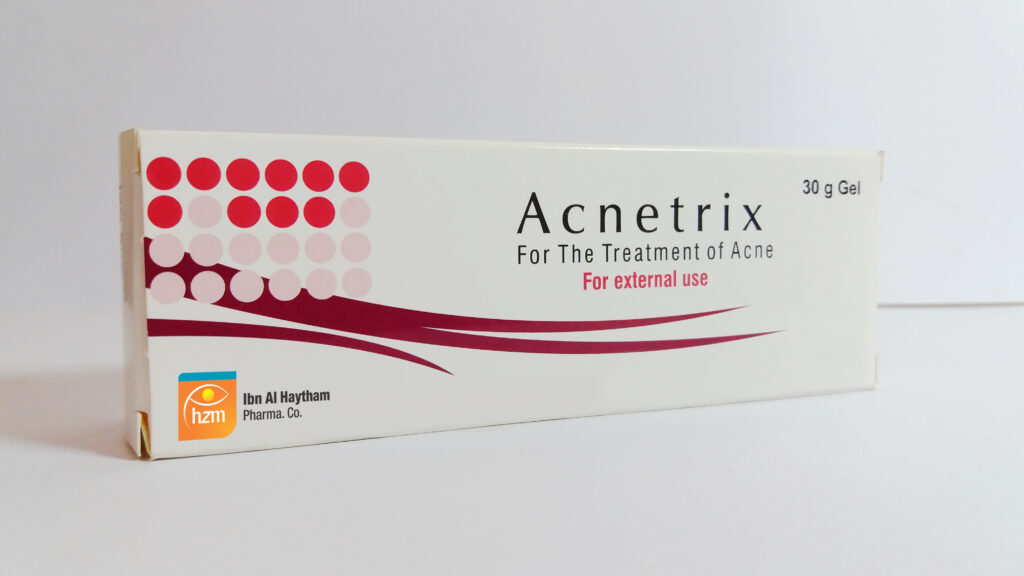 30 g Gel
Acnetrix
For The Treatment of Acne
For external use
hzm
Ibn Al Haytham
Pharma. Co.